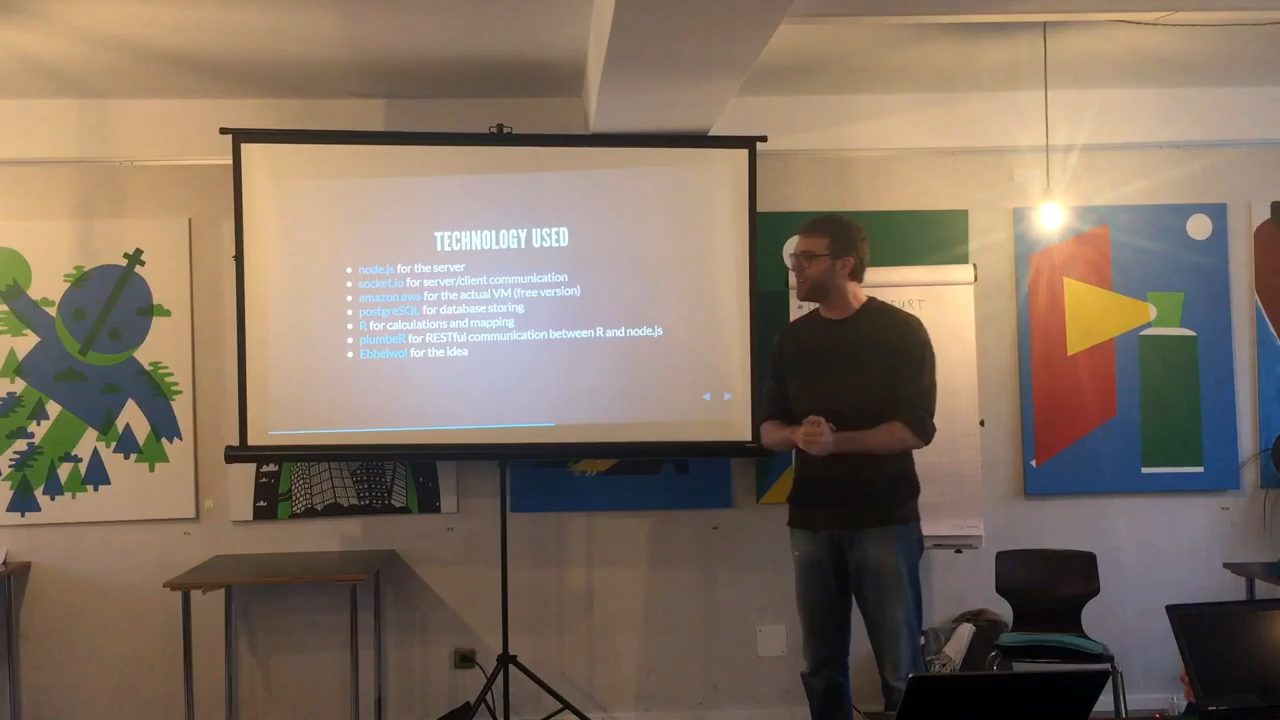 TECHNOLOGY USED
• node.js for the server
• socket.io for server/client communication
• amazon aws for the actual VM (free version)
• postgreSQL for database storing
• R for calculations and mapping
• plumbeR for RESTful communication between R and node.js
• Ebbelwoi for the idea